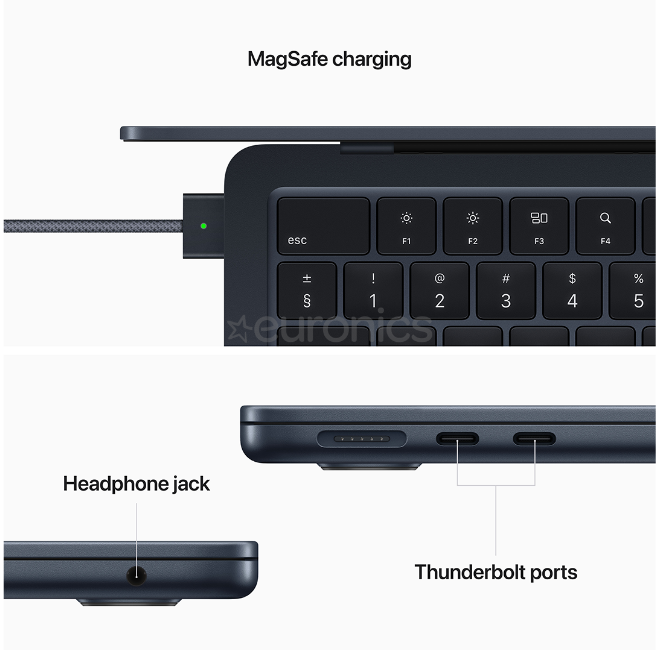 MagSafe charging
esc
F1
F2
F3
F4
±
§
!
1
@
2
#
3
$
4
%
5
euronics
Headphone jack
Thunderbolt ports